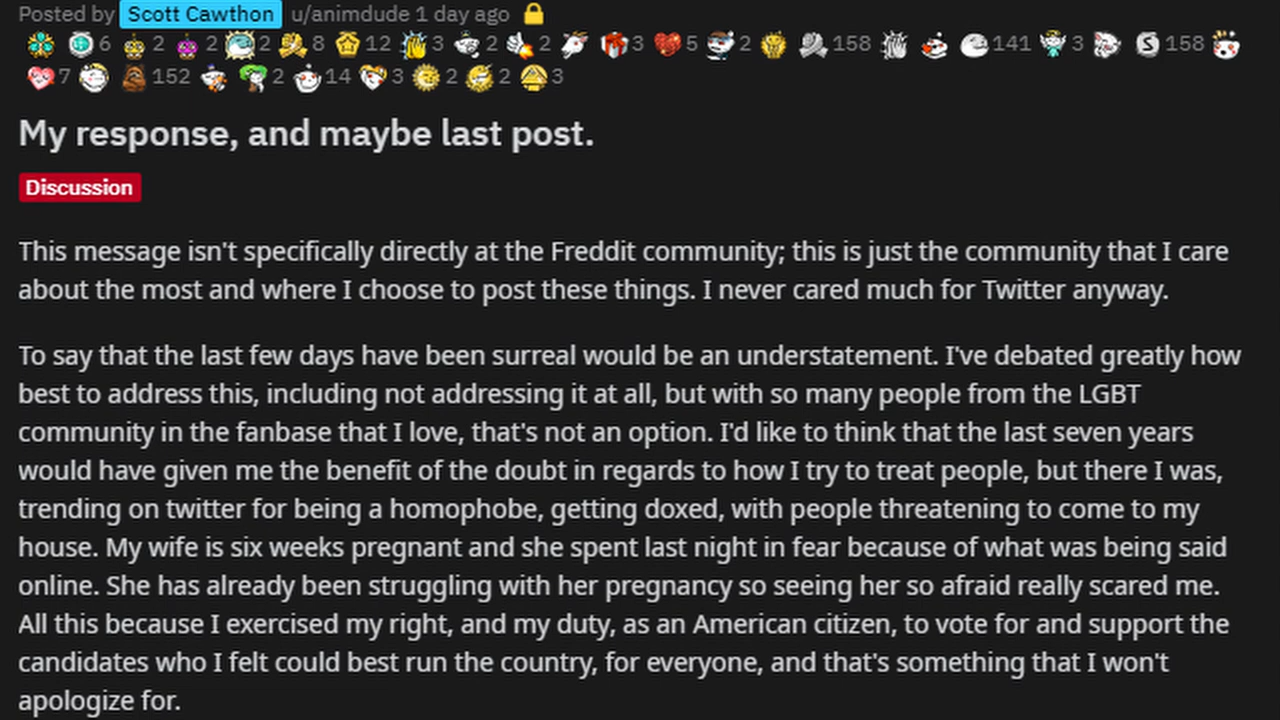 Posted by Scott Cawthon u/animdude 1 day ago
6 2 2 2 8 12 3 2 2 3 5 2 158 141 3 158
7 152 2 14 3 2 2 3
My response, and maybe last post.
Discussion
This message isn't specifically directly at the Freddit community; this is just the community that I care
about the most and where I choose to post these things. I never cared much for Twitter anyway.
To say that the last few days have been surreal would be an understatement. I've debated greatly how
best to address this, including not addressing it at all, but with so many people from the LGBT
community in the fanbase that I love, that's not an option. I'd like to think that the last seven years
would have given me the benefit of the doubt in regards to how I try to treat people, but there I was,
trending on twitter for being a homophobe, getting doxed, with people threatening to come to my
house. My wife is six weeks pregnant and she spent last night in fear because of what was being said
online. She has already been struggling with her pregnancy so seeing her so afraid really scared me.
All this because I exercised my right, and my duty, as an American citizen, to vote for and support the
candidates who I felt could best run the country, for everyone, and that's something that I won't
apologize for.